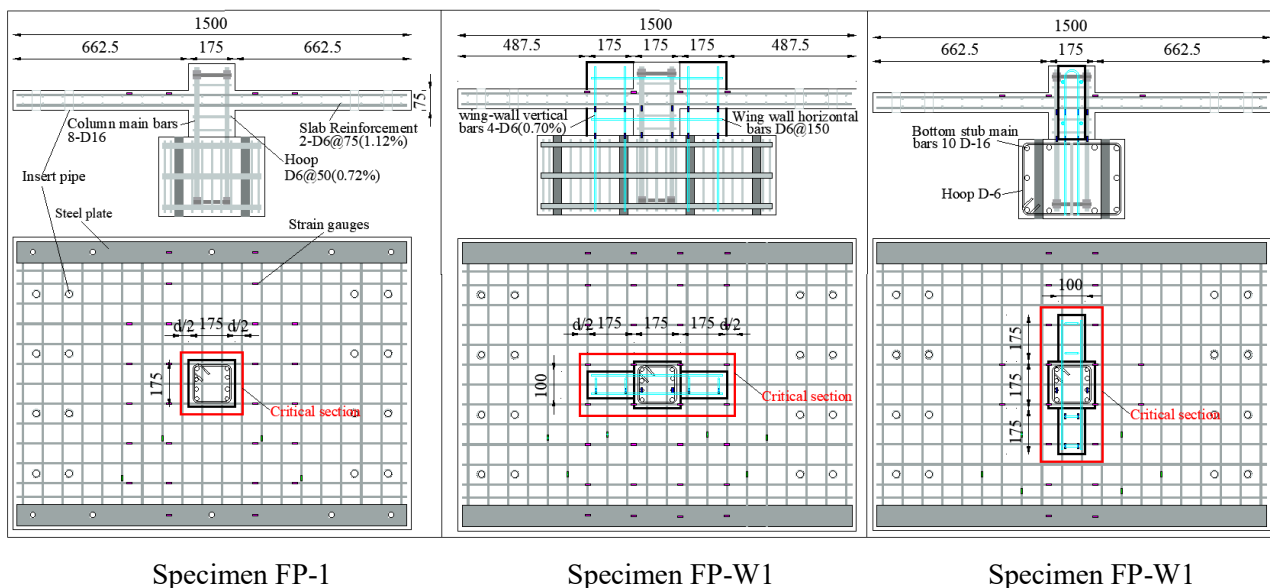 1500
662.5 175 662.5
75
Column main bars
8-D16
Slab Reinforcement
2-D6@75(1.12%)
Hoop
D6@50(0.72%)
Insert pipe
Steel plate
Strain gauges
d/2 175 d/2
175
Critical section
1500
487.5 175 175 175 487.5
wing-wall vertical
bars 4-D6(0.70%)
Wing wall horizontal
bars D6@150
d/2 175 175 175 d/2
100
Critical section
1500
662.5 175 662.5
Bottom stub main
bars 10 D-16
Hoop D-6
100
175
175
175
Critical section
Specimen FP-1
Specimen FP-W1
Specimen FP-W1